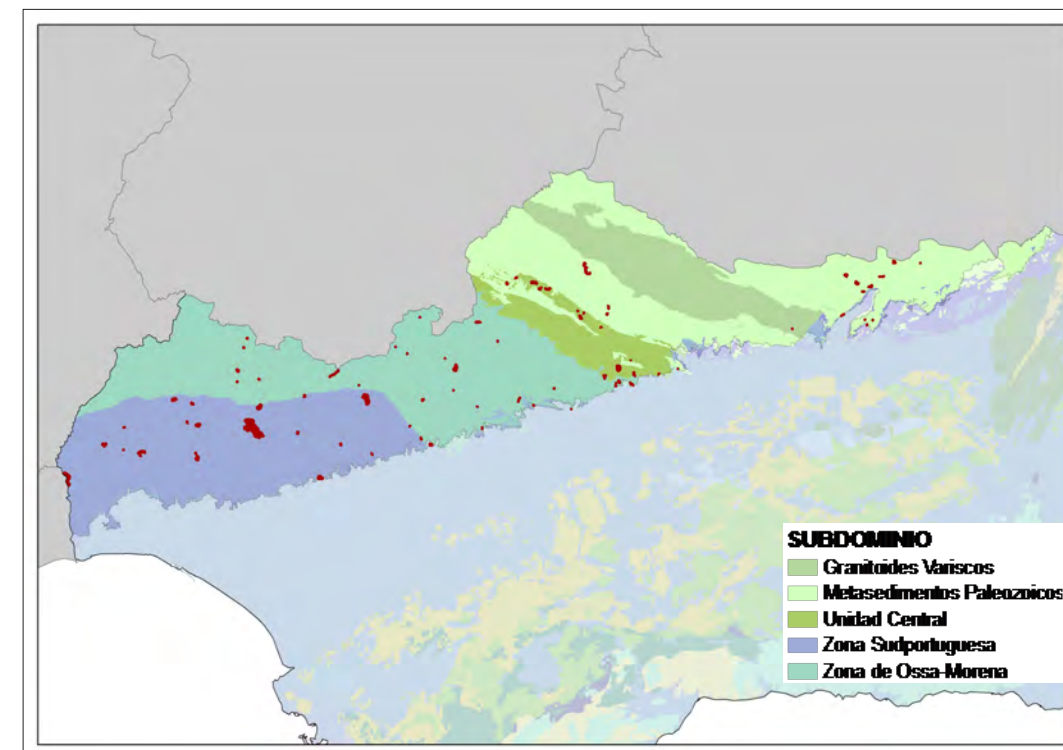 SUBDOMINIO
Granitoides Variscos
Metasedimentos Paleozoicos
Unidad Central
Zona Sudportuguesa
Zona de Ossa-Morena